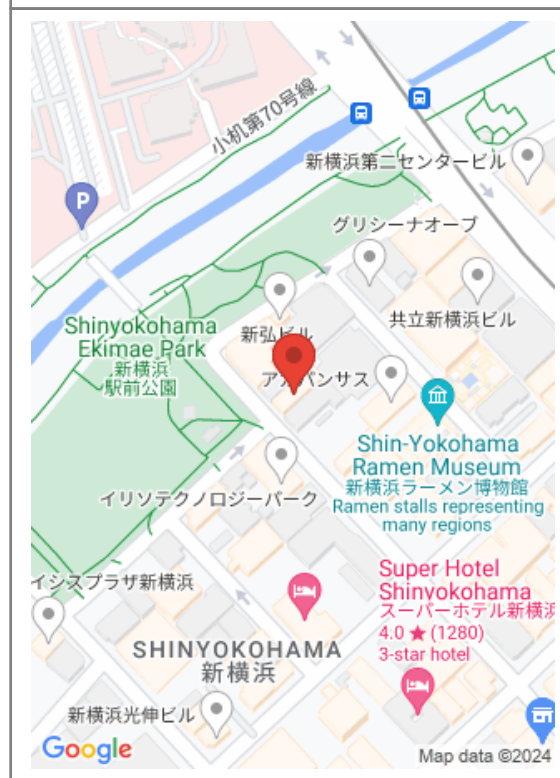 小机第70号線
新横浜第二センタービル
P
グリシーナオーブ
新弘ビル
共立新横浜ビル
Shinyokohama
Ekimae Park
新横浜
駅前公園
Shin-Yokohama
Ramen Museum
新横浜ラーメン博物館
Ramen stalls representing
many regions
イリソテクノロジーパーク
Super Hotel
Shinyokohama
スーパーホテル新横浜
4.0 ★ (1280)
3-star hotel
イシスプラザ新横浜
SHINYOKOHAMA
新横浜
新横浜光伸ビル
Google
Map data ©2024